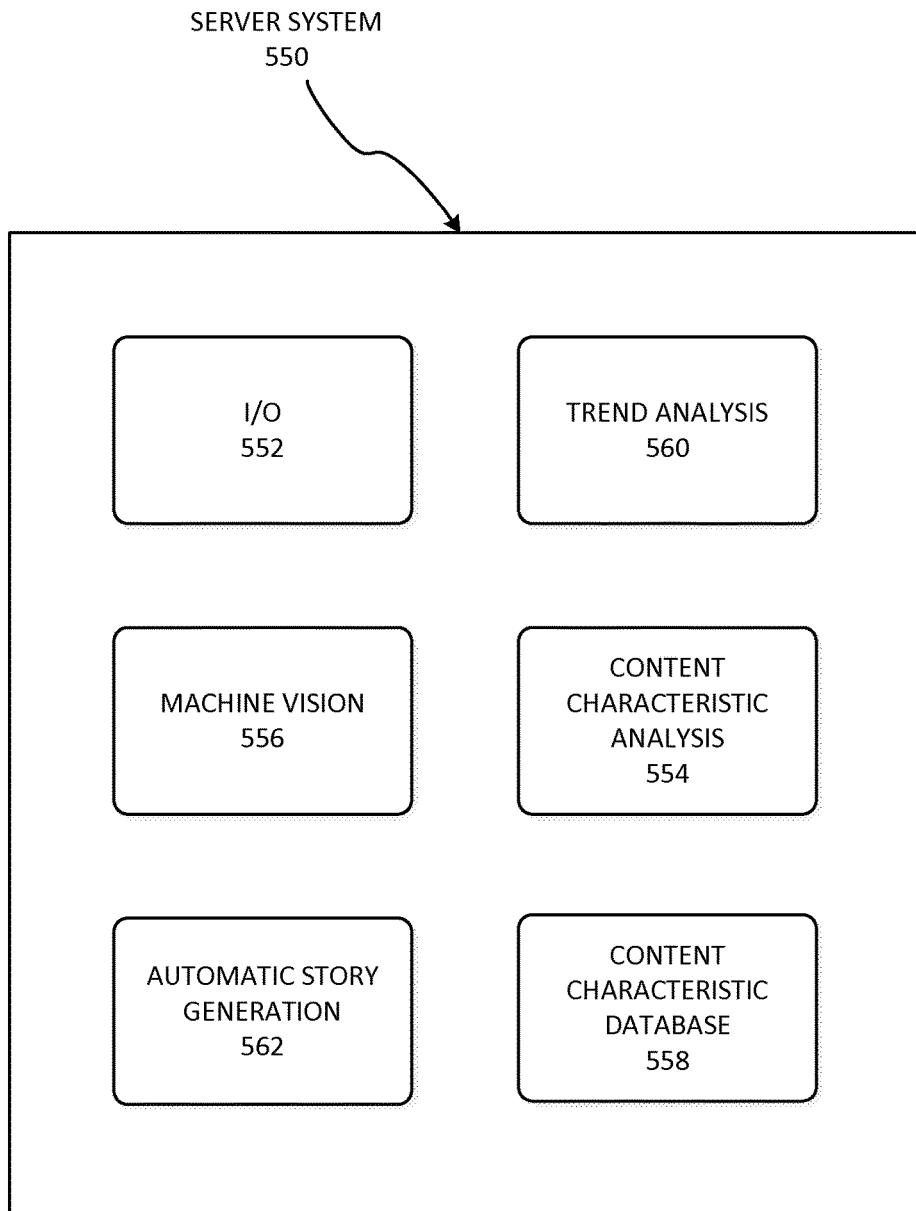 SERVER SYSTEM
550
I/O
552
TREND ANALYSIS
560
MACHINE VISION
556
CONTENT
CHARACTERISTIC
ANALYSIS
554
AUTOMATIC STORY
GENERATION
562
CONTENT
CHARACTERISTIC
DATABASE
558